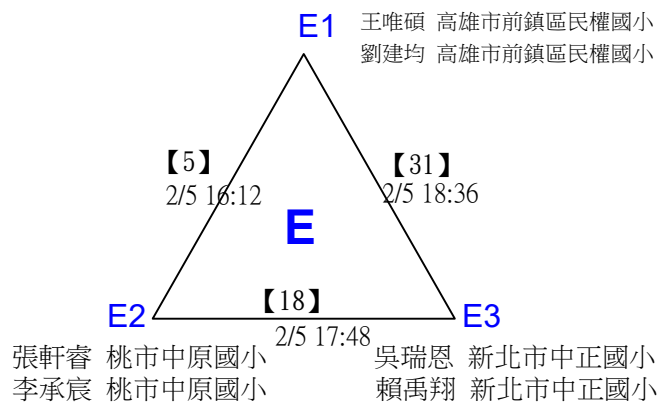 E1
王唯碩 高雄市前鎮區民權國小
劉建均 高雄市前鎮區民權國小
【5】
2/5 16:12
【31】
2/5 18:36
E
E2
【18】
2/5 17:48
E3
張軒睿 桃市中原國小
李承宸 桃市中原國小
吳瑞恩 新北市中正國小
賴禹翔 新北市中正國小